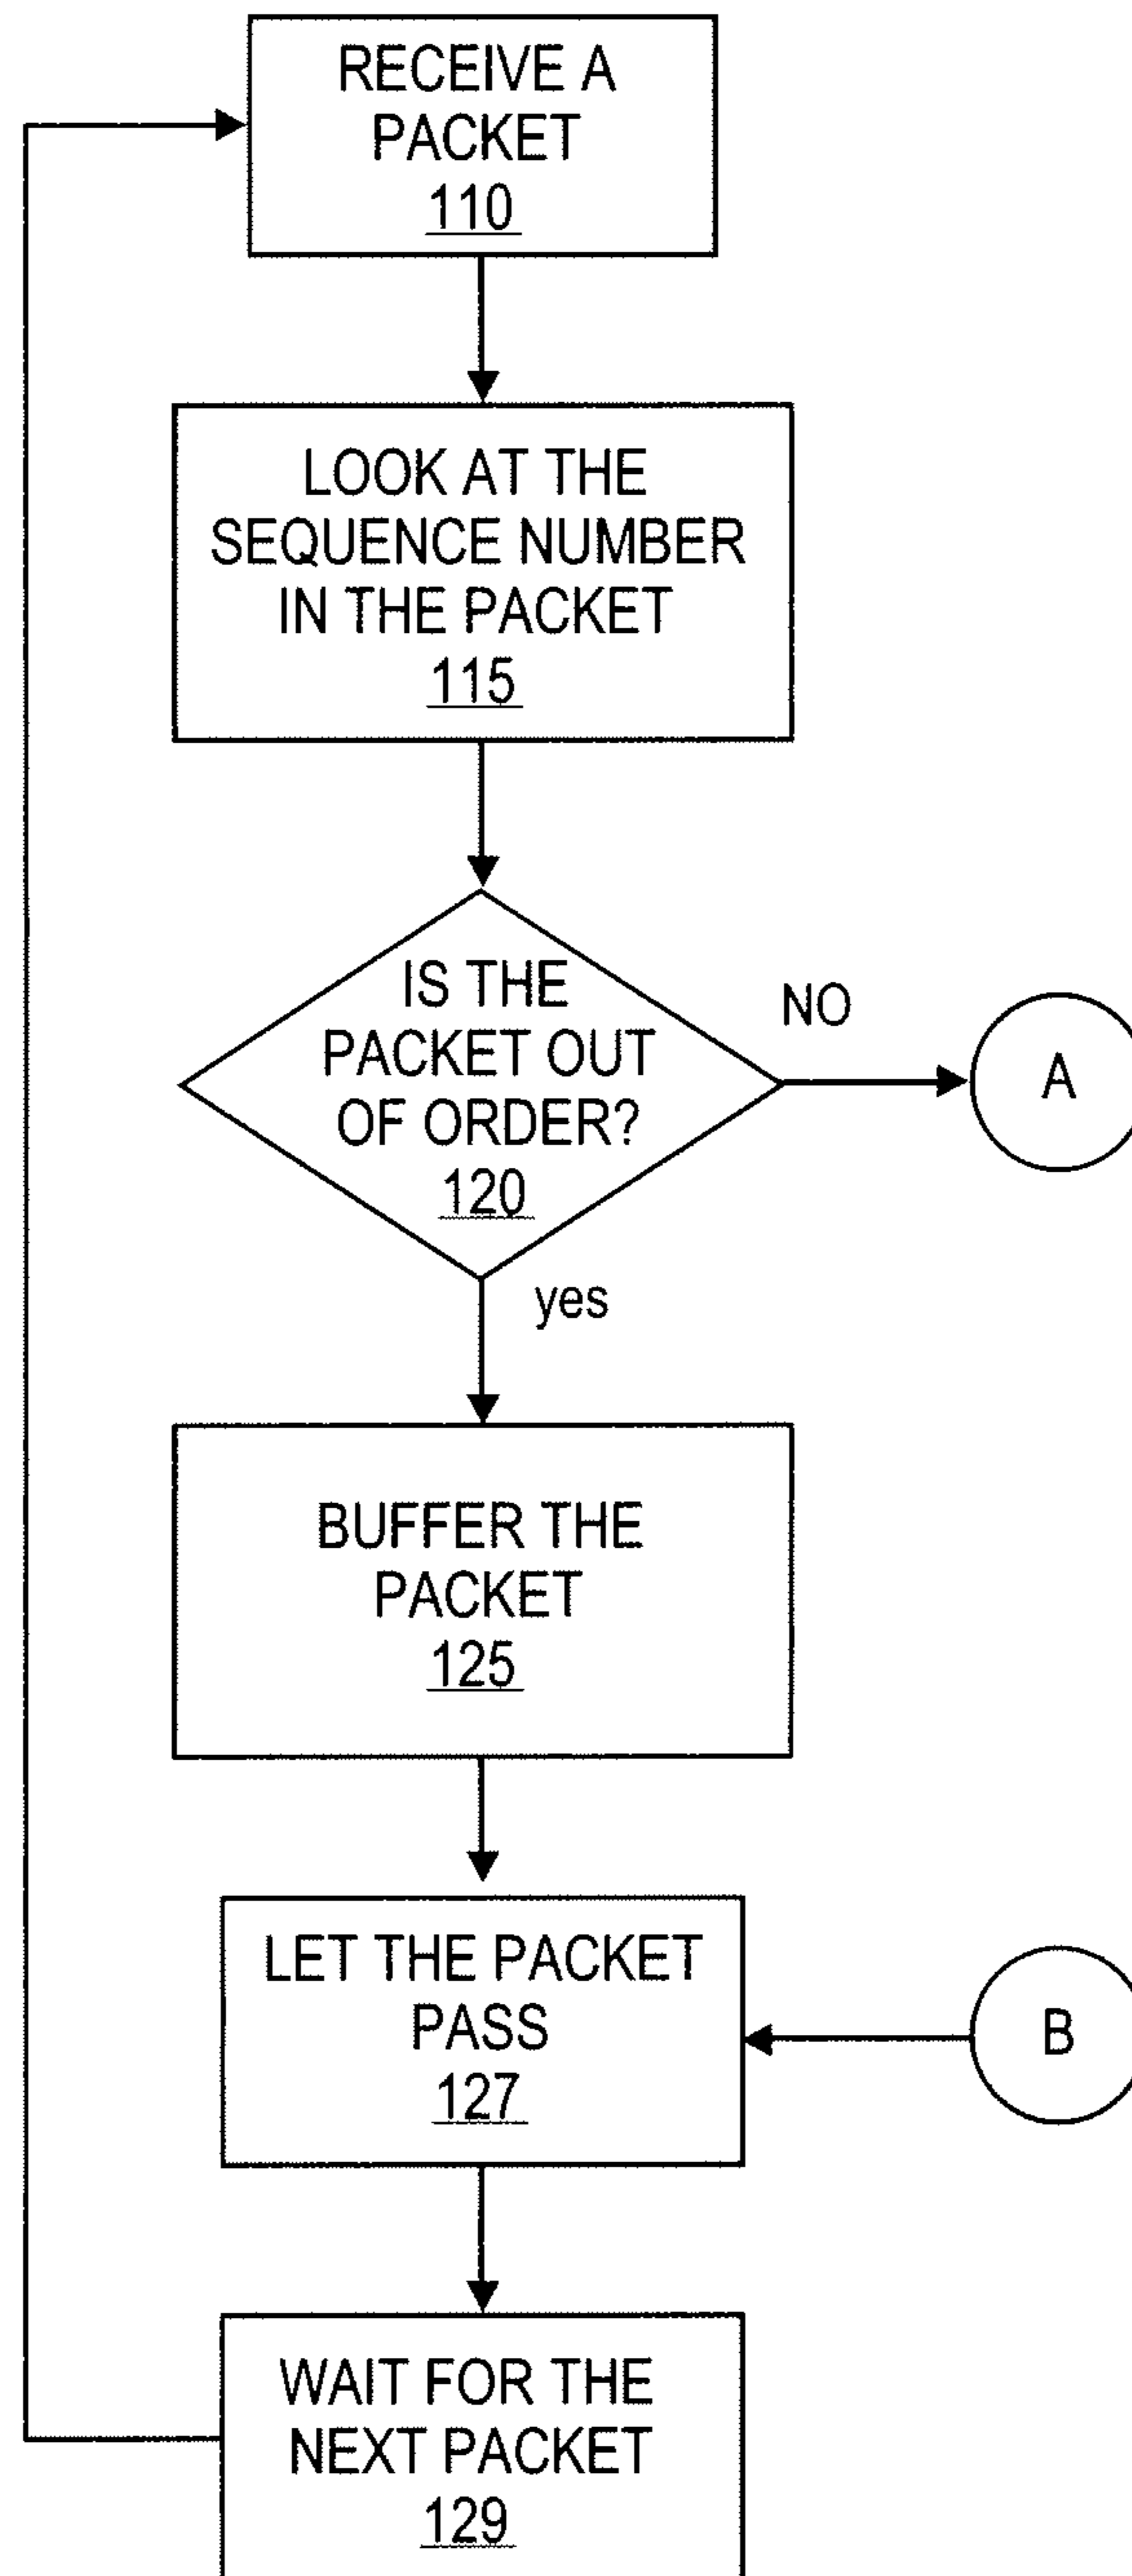 RECEIVE A
PACKET
110
LOOK AT THE
SEQUENCE NUMBER
IN THE PACKET
115
IS THE
PACKET OUT
OF ORDER?
120
NO
A
yes
BUFFER THE
PACKET
125
LET THE PACKET
PASS
127
B
WAIT FOR THE
NEXT PACKET
129